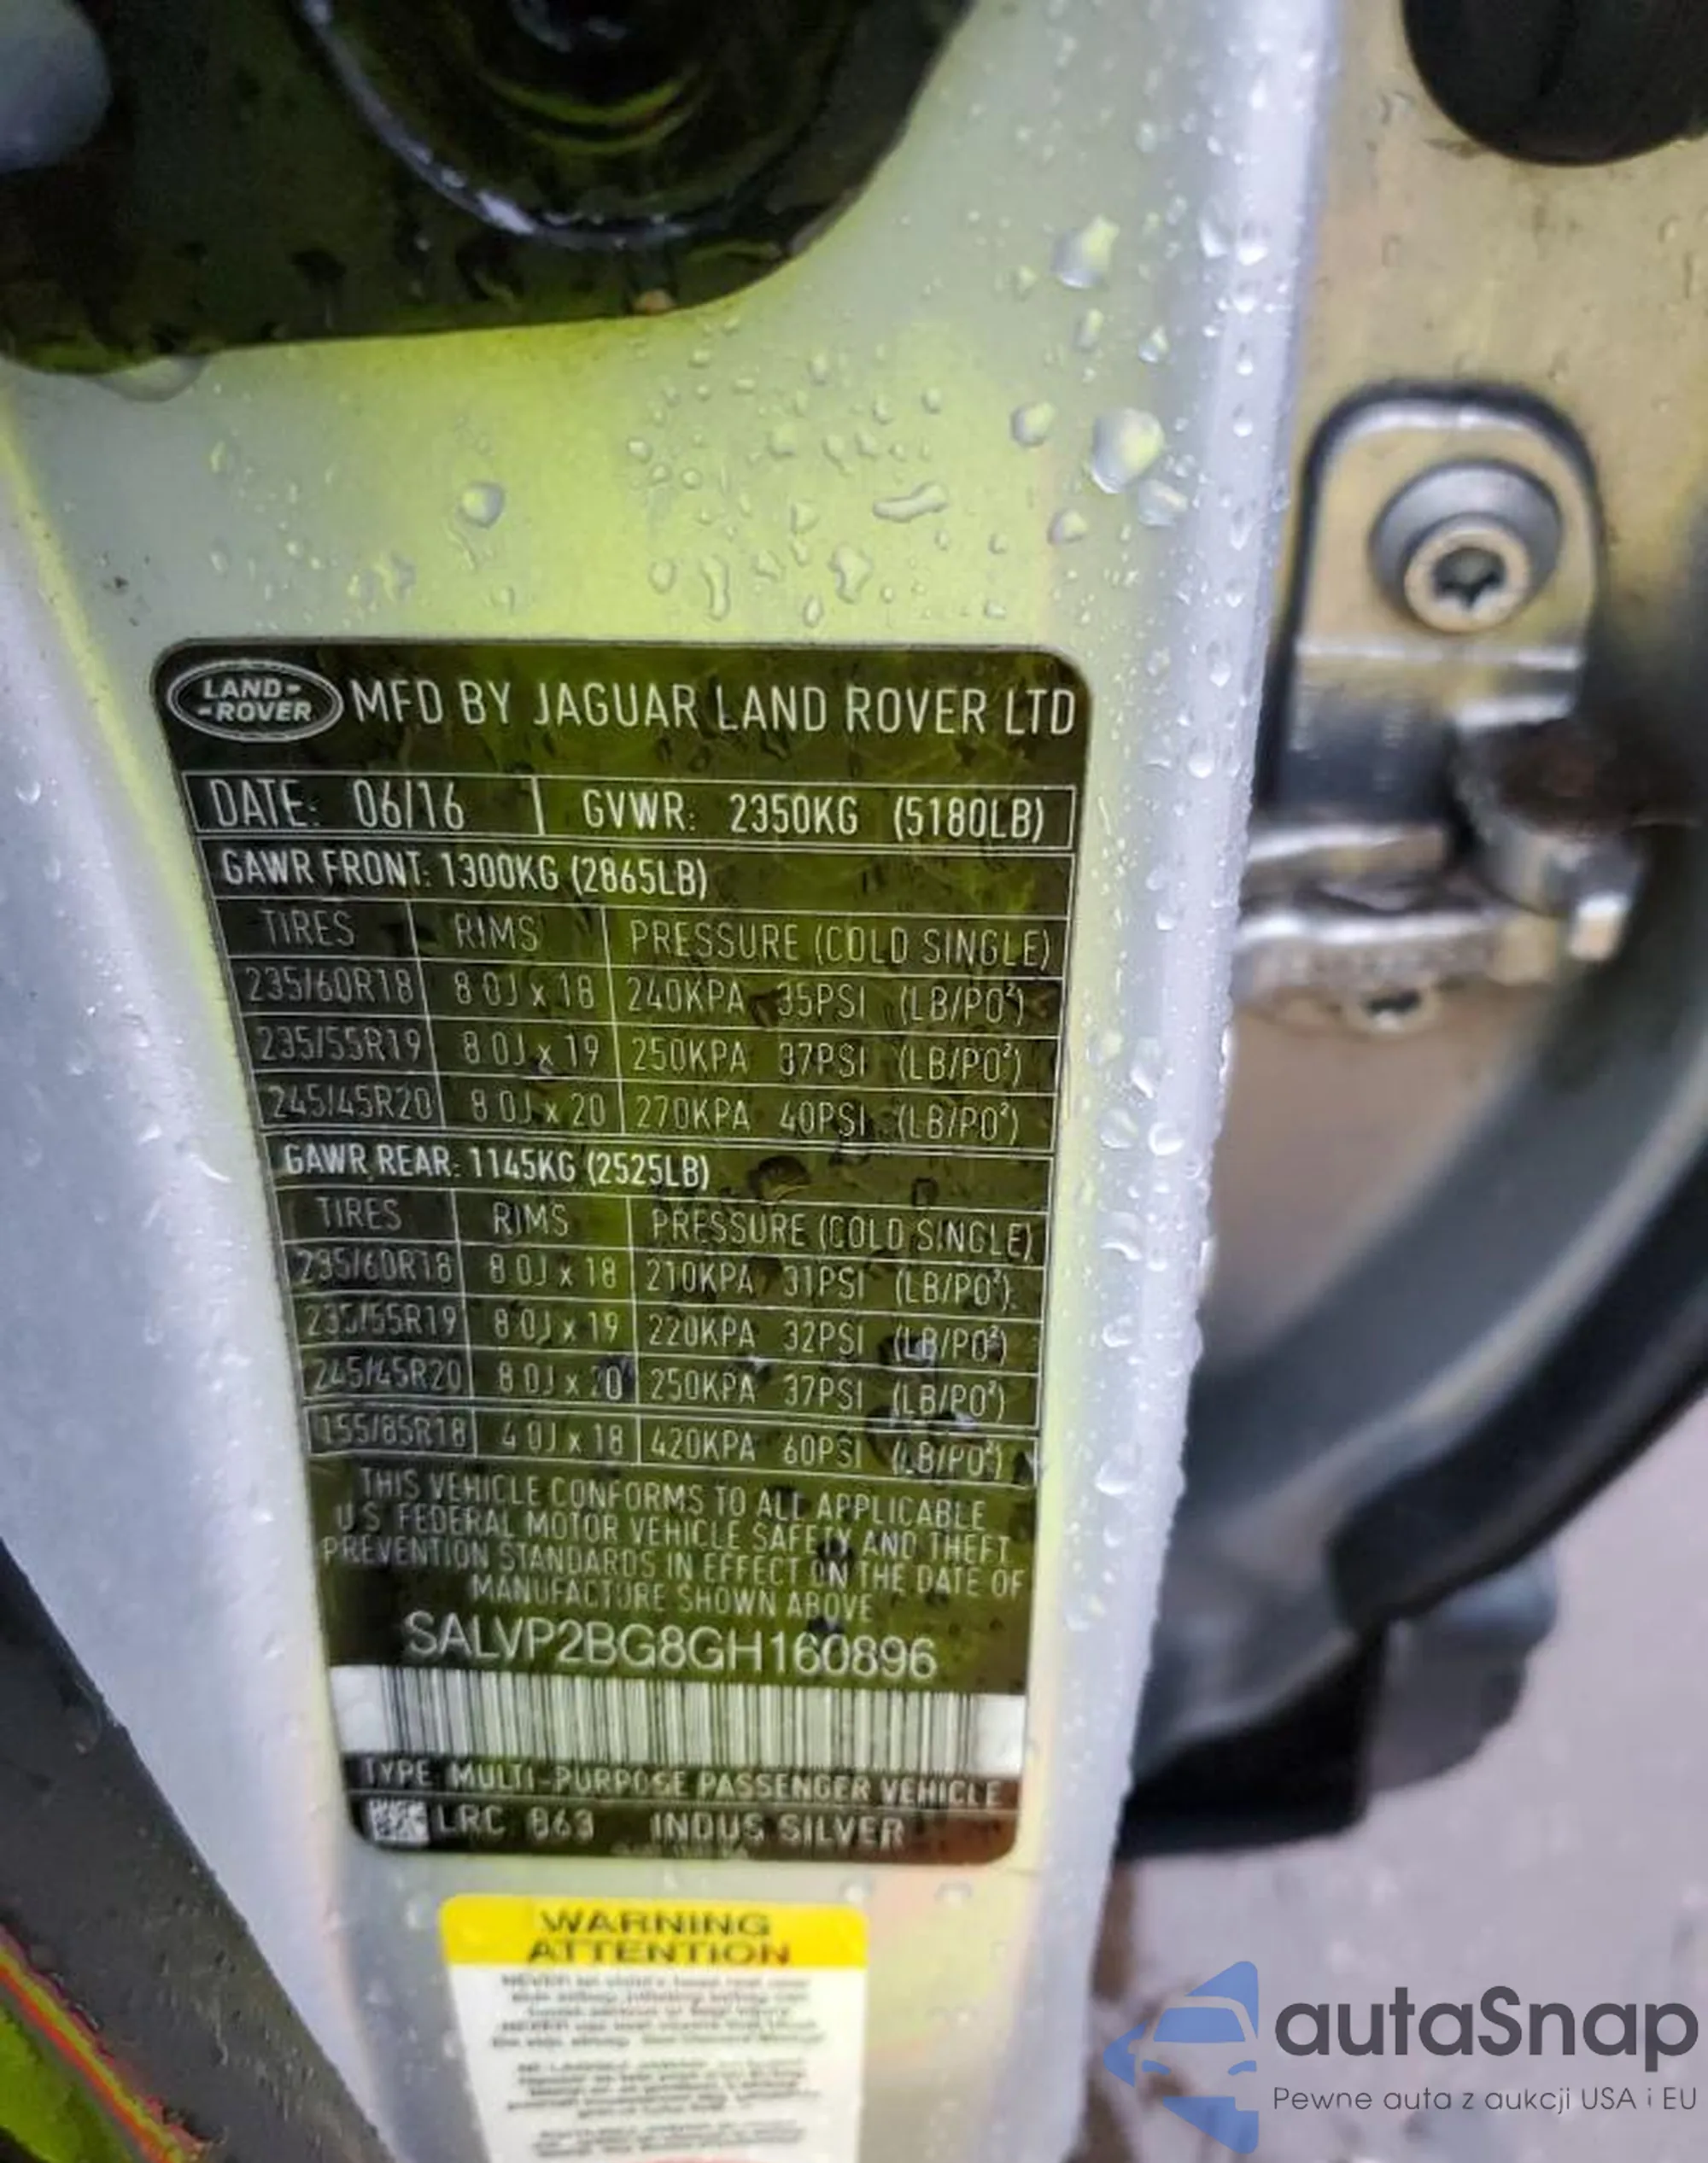 LAND-
-ROVER
MFD BY JAGUAR LAND ROVER LTD
DATE: 06/16 GVWR: 2350KG (5180LB)
GAWR FRONT: 1300KG (2865LB)
TIRES RIMS PRESSURE (COLD SINGLE)
235/60R18 8.0J x 18 240KPA 35PSI (LB/PO²)
235/55R19 8.0J x 19 250KPA 37PSI (LB/PO²)
245/45R20 8.0J x 20 270KPA 40PSI (LB/PO²)
GAWR REAR: 1145KG (2525LB)
TIRES RIMS PRESSURE (COLD SINGLE)
235/60R18 8.0J x 18 210KPA 31PSI (LB/PO²)
235/55R19 8.0J x 19 220KPA 32PSI (LB/PO²)
245/45R20 8.0J x 20 250KPA 37PSI (LB/PO²)
155/85R18 4.0J x 18 420KPA 60PSI (LB/PO²)
THIS VEHICLE CONFORMS TO ALL APPLICABLE
U.S. FEDERAL MOTOR VEHICLE SAFETY AND THEFT
PREVENTION STANDARDS IN EFFECT ON THE DATE OF
MANUFACTURE SHOWN ABOVE
SALVP2BG8GH160896
TYPE: MULTI-PURPOSE PASSENGER VEHICLE
LRC 863 INDUS SILVER
WARNING
ATTENTION
autaSnap
Pewne auta z aukcji USA i EU